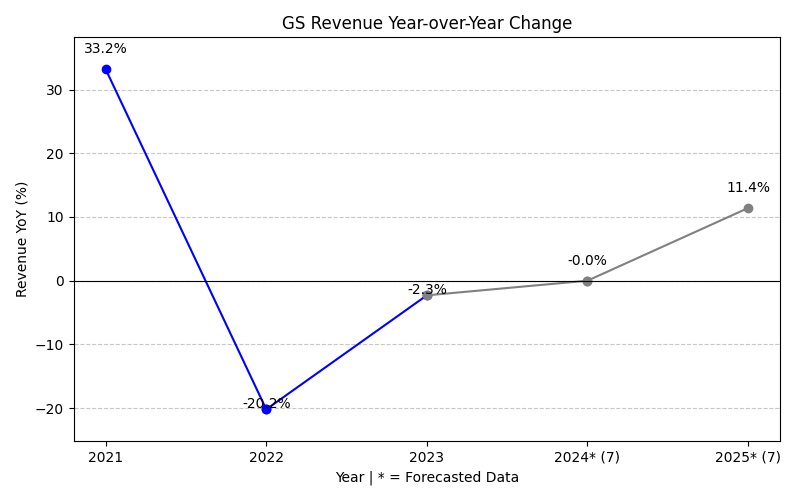 GS Revenue Year-over-Year Change
33.2%
30
20
11.4%
10
-0.0%
0
-2.3%
−10
-20.2%
−20
Revenue YoY (%)
2021 2022 2023 2024* (7) 2025* (7)
Year | * = Forecasted Data